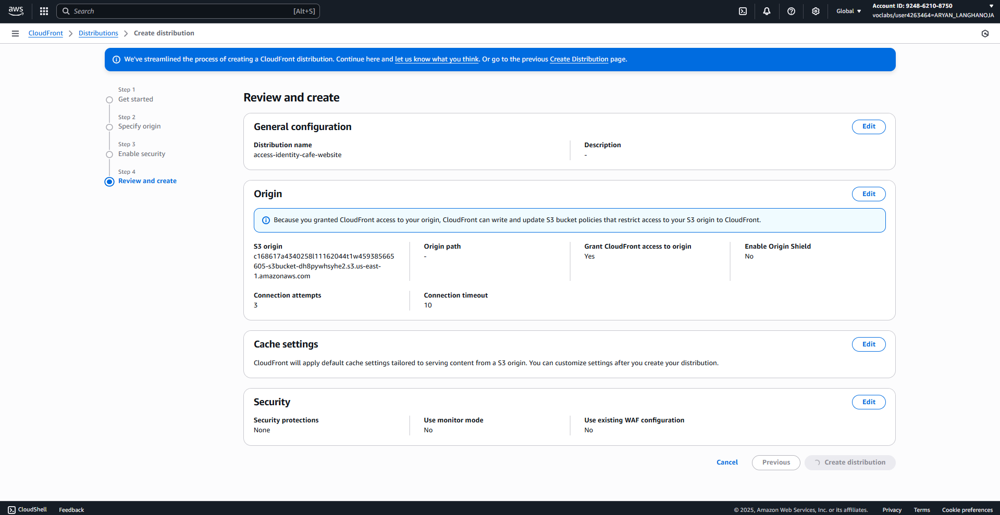 aws
Search
[Alt+S]
Global
Account ID: 9248-6210-8750
voclabs/user4263464=ARYAN_LANGHANOJA
CloudFront
Distributions
Create distribution
We've streamlined the process of creating a CloudFront distribution. Continue here and let us know what you think. Or go to the previous Create Distribution page.
Step 1
Get started
Step 2
Specify origin
Step 3
Enable security
Step 4
Review and create
Review and create
General configuration
Edit
Distribution name
access-identity-cafe-website
Description
-
Origin
Edit
Because you granted CloudFront access to your origin, CloudFront can write and update S3 bucket policies that restrict access to your S3 origin to CloudFront.
S3 origin
c168617a4340258l11162044t1w459385665
605-s3bucket-dh8pywhsyhe2.s3.us-east-
1.amazonaws.com
Origin path
-
Grant CloudFront access to origin
Yes
Enable Origin Shield
No
Connection attempts
3
Connection timeout
10
Cache settings
Edit
CloudFront will apply default cache settings tailored to serving content from a S3 origin. You can customize settings after you create your distribution.
Security
Edit
Security protections
None
Use monitor mode
No
Use existing WAF configuration
No
Cancel
Previous
Create distribution
CloudShell
Feedback
© 2025, Amazon Web Services, Inc. or its affiliates.
Privacy
Terms
Cookie preferences